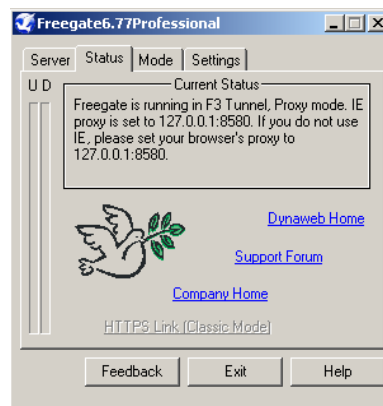 Freegate6.77Professional
Server Status Mode Settings
U D
Current Status
Freegate is running in F3 Tunnel, Proxy mode. IE
proxy is set to 127.0.0.1:8580. If you do not use
IE, please set your browser's proxy to
127.0.0.1:8580.
Dynaweb Home
Support Forum
Company Home
HTTPS Link (Classic Mode)
Feedback Exit Help